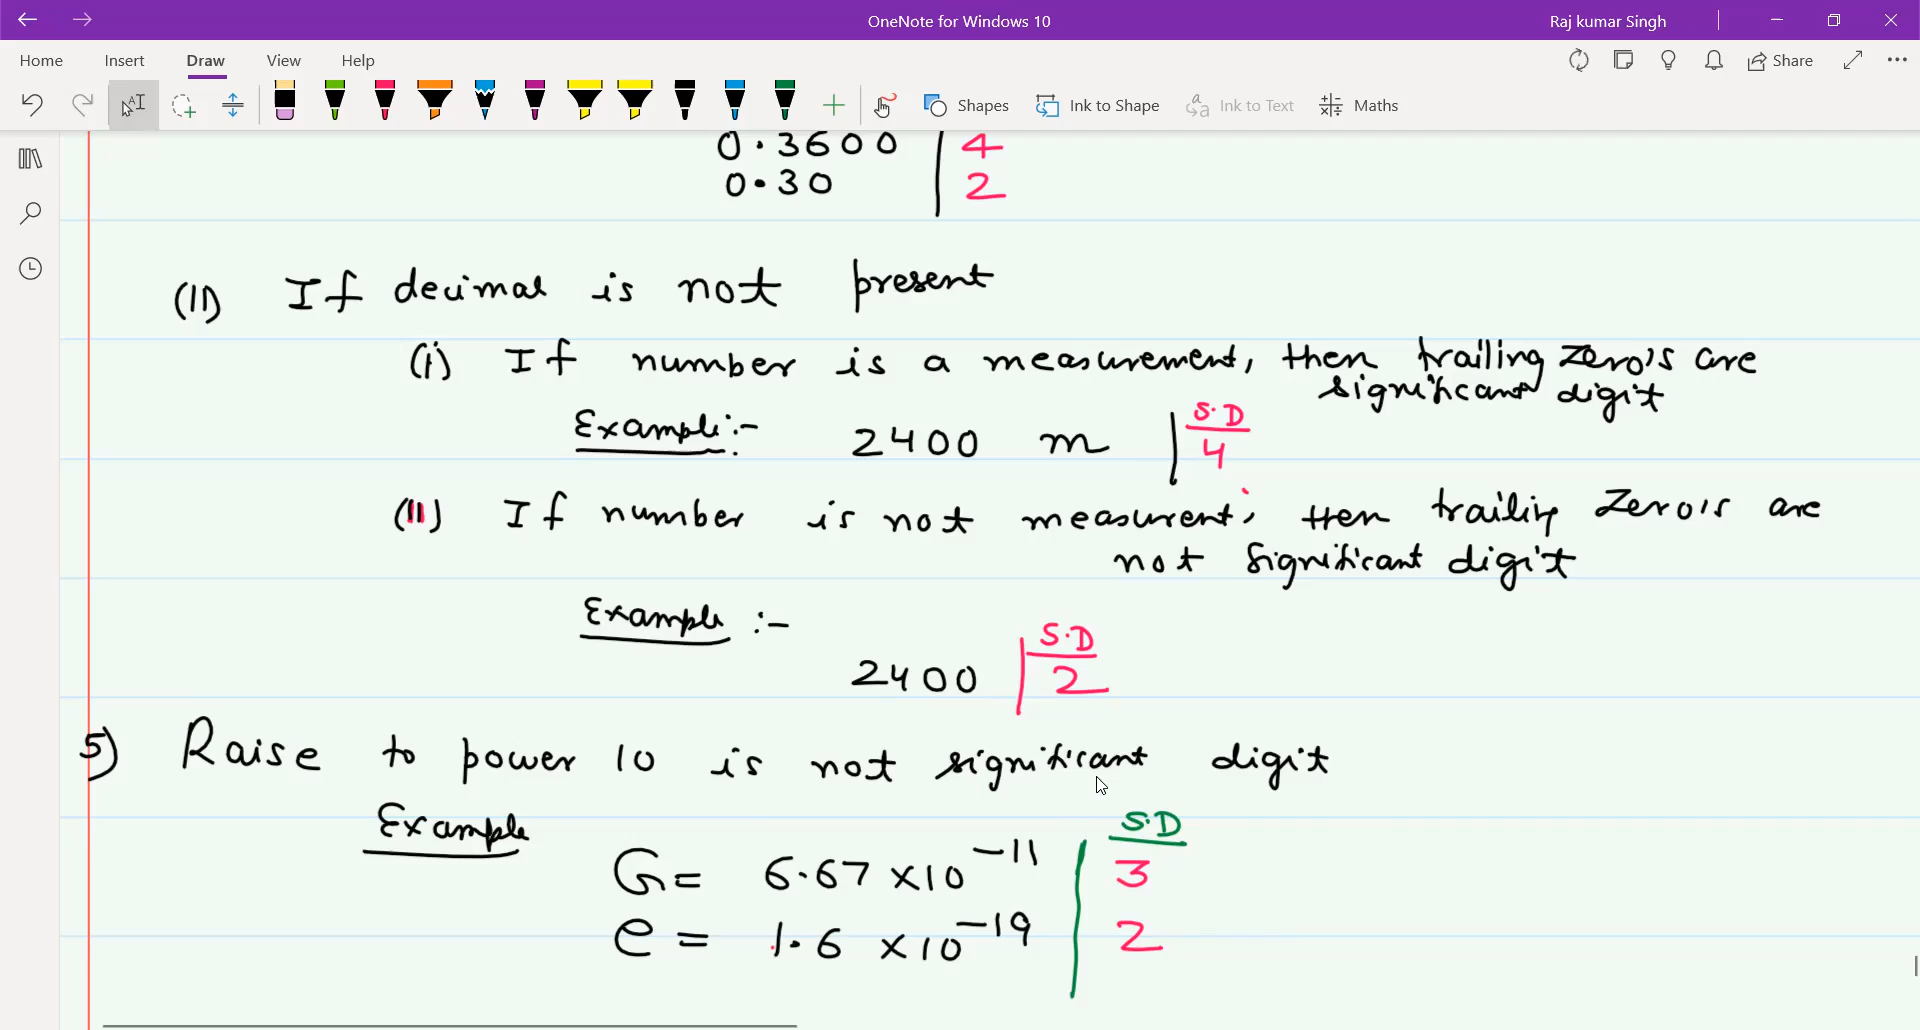 OneNote for Windows 10
Raj kumar Singh
Home Insert Draw View Help
Share
Shapes Ink to Shape Ink to Text Maths
0.3600 | 4
0.30 | 2
(II) If decimal is not present
(i) If number is a measurement, then trailing zero's are
significant digit
Example :- 2400 m | S.D 4
(II) If number is not measurent, then trailing zero's are
not significant digit
Example :-
2400 | S.D 2
5) Raise to power 10 is not significant digit
Example
S.D
G = 6.67 ×10⁻¹¹ | 3
e = 1.6 ×10⁻¹⁹ | 2